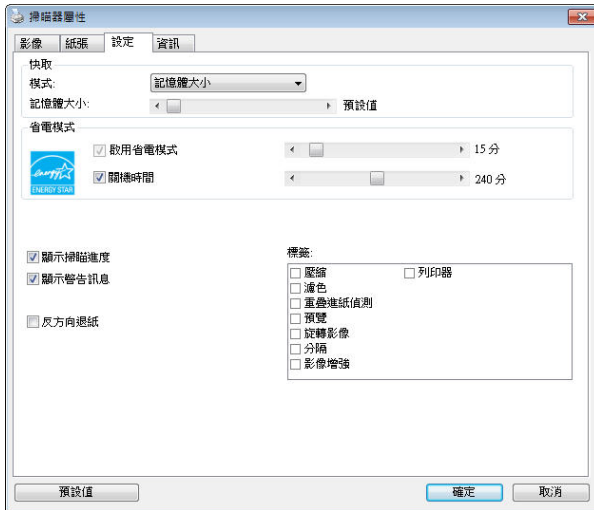 掃瞄器屬性
影像 紙張 設定 資訊
快取
模式: 記憶體大小
記憶體大小: 預設值
省電模式
啟用省電模式 15 分
關機時間 240 分
energy
ENERGY STAR
顯示掃瞄進度
顯示警告訊息
反方向退紙
標籤:
壓縮 列印器
濾色
重疊進紙偵測
預覽
旋轉影像
分隔
影像增強
預設值 確定 取消